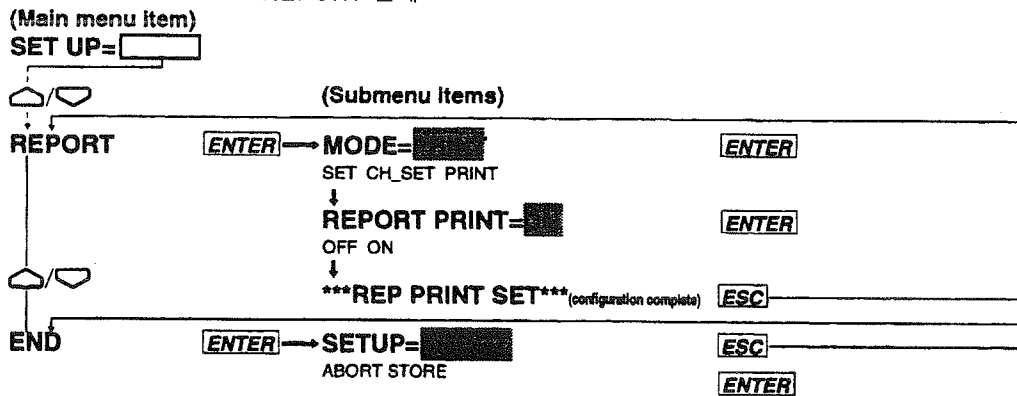 (Main menu item)
SET UP=
(Submenu items)
REPORT ENTER MODE= ENTER
SET CH_SET PRINT
REPORT PRINT= ENTER
OFF ON
***REP PRINT SET***(configuration complete) ESC
END ENTER SETUP= ESC
ABORT STORE
ENTER